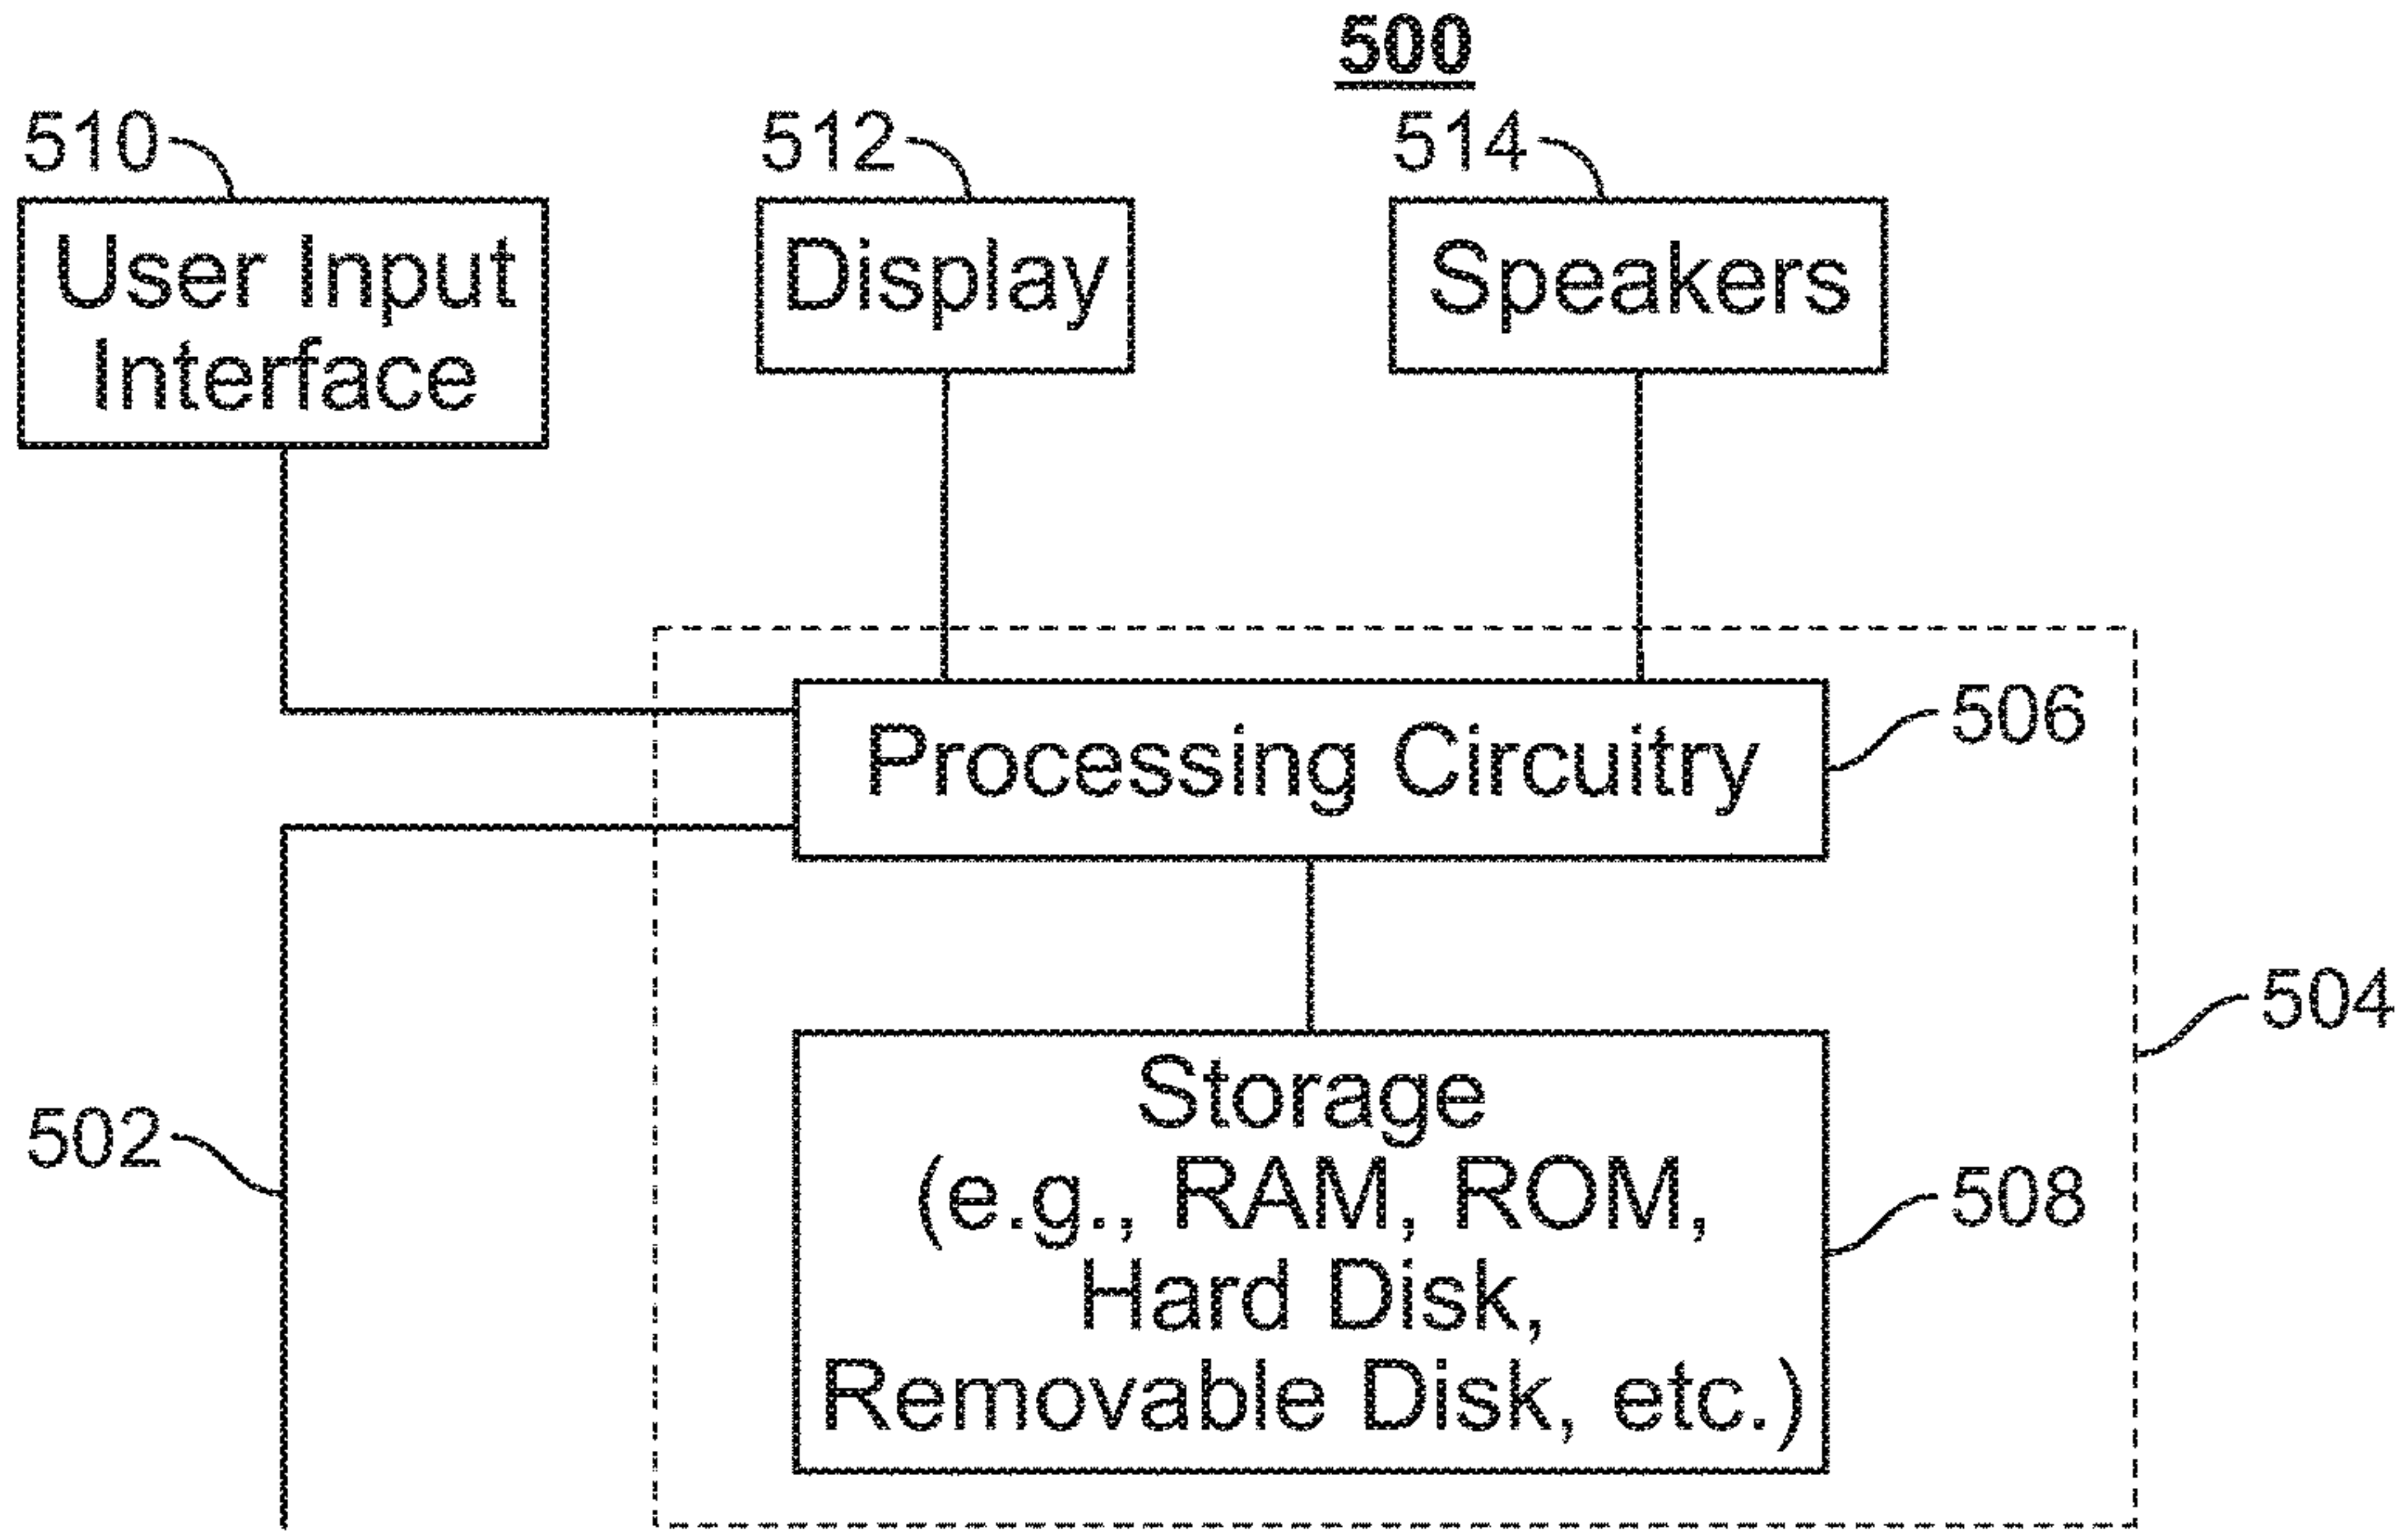 500
510
512
514
User Input
Interface
Display
Speakers
Processing Circuitry
506
504
502
Storage
(e.g., RAM, ROM,
Hard Disk,
Removable Disk, etc.)
508